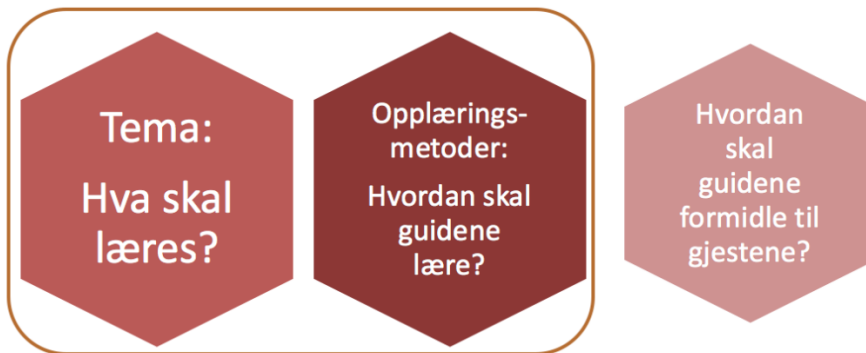 Tema:
Hva skal
læres?
Opplærings-
metoder:
Hvordan skal
guidene
lære?
Hvordan
skal
guidene
formidle til
gjestene?